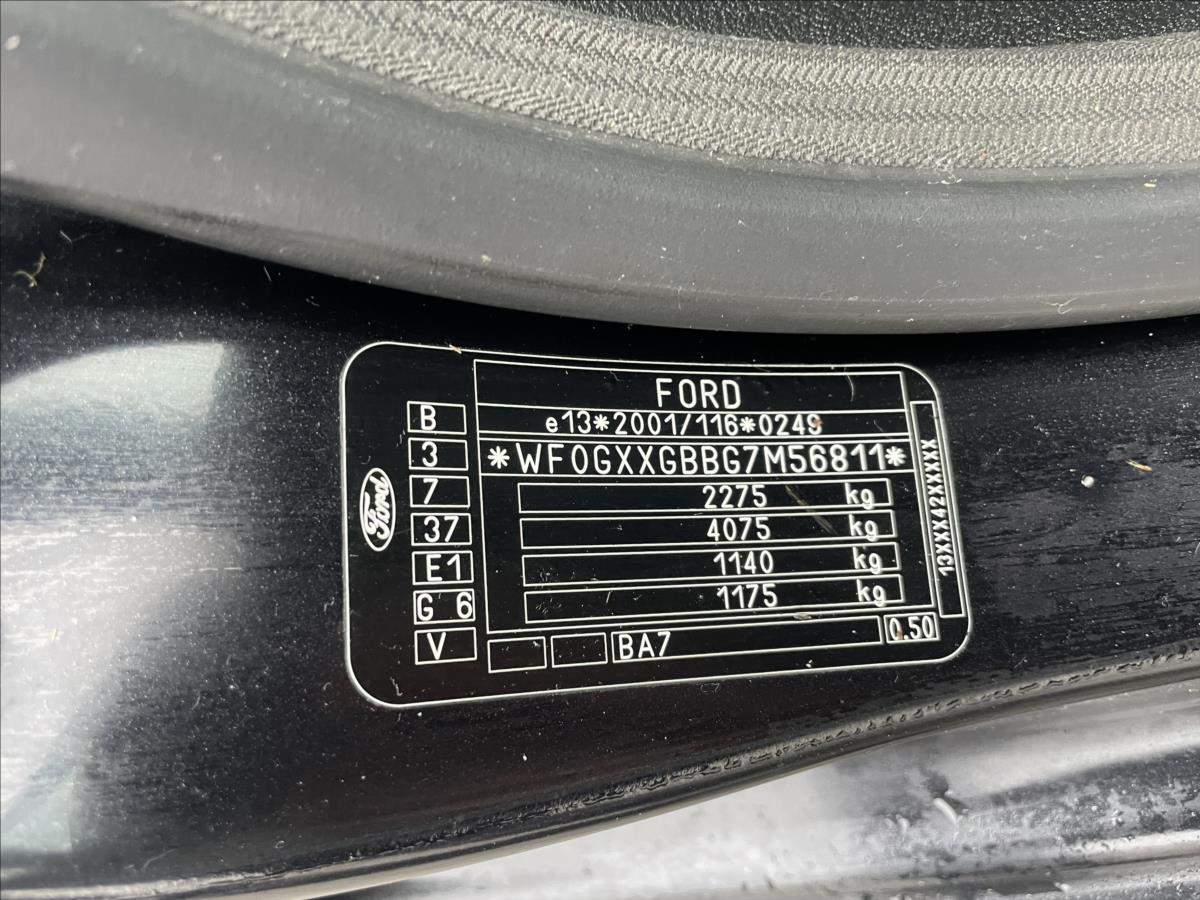 FORD
e13*2001/116*0249
*WF0GXXGBBG7M56811*
B
3
7
37
E1
G 6
V
2275 kg
4075 kg
1140 kg
1175 kg
BA7
0.50
13XXX42XXXXX
Ford